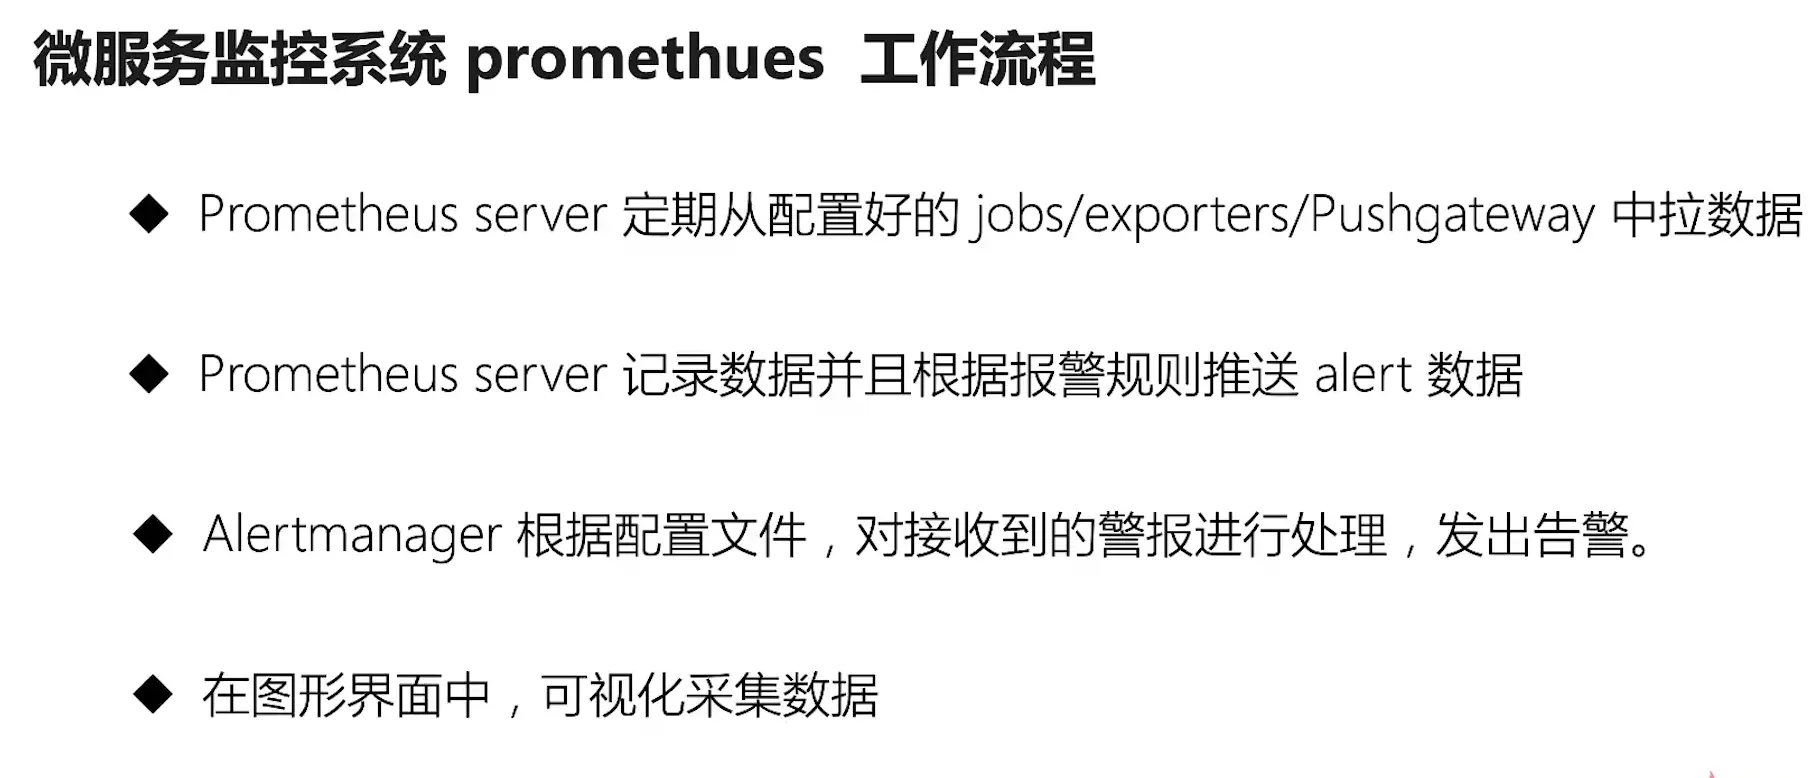 微服务监控系统 promethues 工作流程
◆ Prometheus server 定期从配置好的 jobs/exporters/Pushgateway 中拉数据
◆ Prometheus server 记录数据并且根据报警规则推送 alert 数据
◆ Alertmanager 根据配置文件，对接收到的警报进行处理，发出告警。
◆ 在图形界面中，可视化采集数据